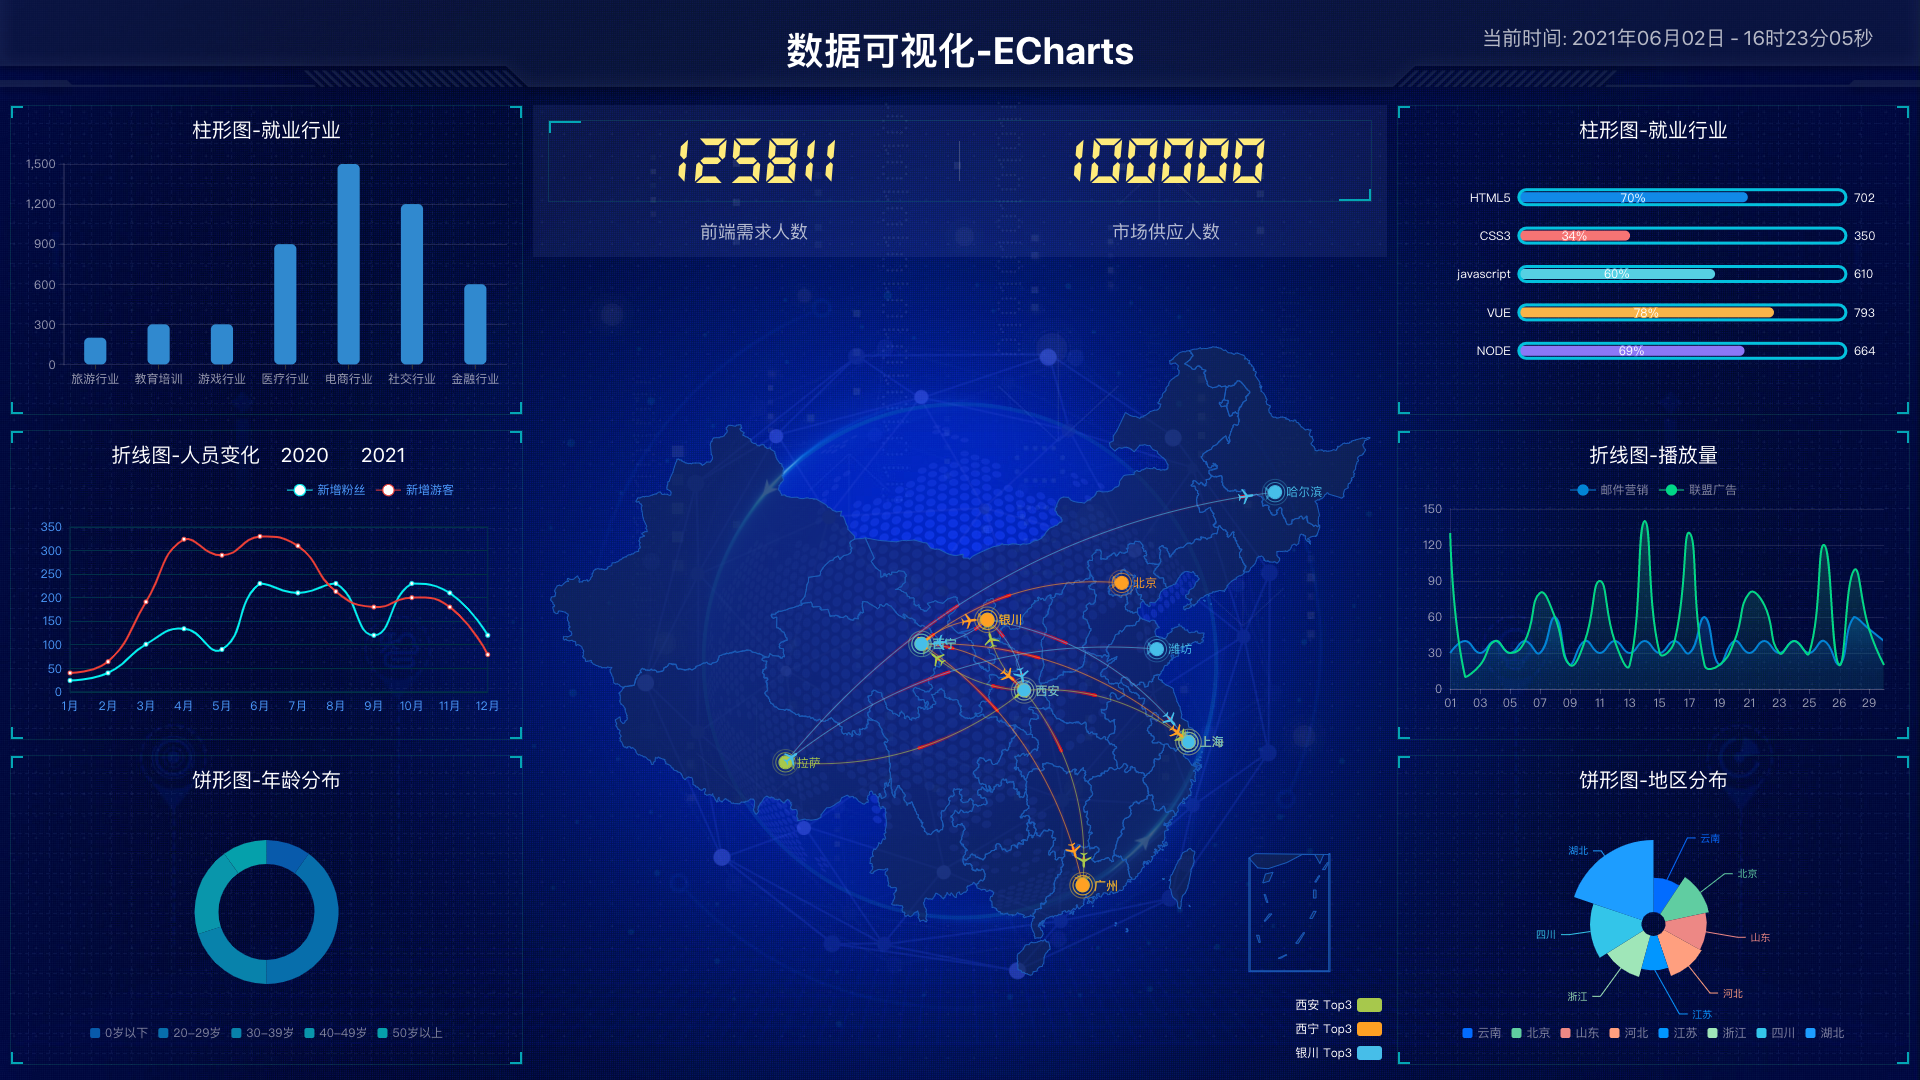 数据可视化-ECharts
当前时间: 2021年06月02日 - 16时23分05秒
柱形图-就业行业
1,500
1,200
900
600
300
0
旅游行业 教育培训 游戏行业 医疗行业 电商行业 社交行业 金融行业
折线图-人员变化 2020 2021
新增粉丝 新增游客
350
300
250
200
150
100
50
0
1月 2月 3月 4月 5月 6月 7月 8月 9月 10月 11月 12月
饼形图-年龄分布
0岁以下 20-29岁 30-39岁 40-49岁 50岁以上
125811 100000
前端需求人数 市场供应人数
哈尔滨
北京
银川
西宁
潍坊
西安
上海
拉萨
广州
西安 Top3
西宁 Top3
银川 Top3
柱形图-就业行业
HTML5 70% 702
CSS3 34% 350
javascript 60% 610
VUE 78% 793
NODE 69% 664
折线图-播放量
邮件营销 联盟广告
150
120
90
60
30
0
01 03 05 07 09 11 13 15 17 19 21 23 25 26 29
饼形图-地区分布
云南
湖北
北京
四川
山东
浙江
河北
江苏
云南 北京 山东 河北 江苏 浙江 四川 湖北